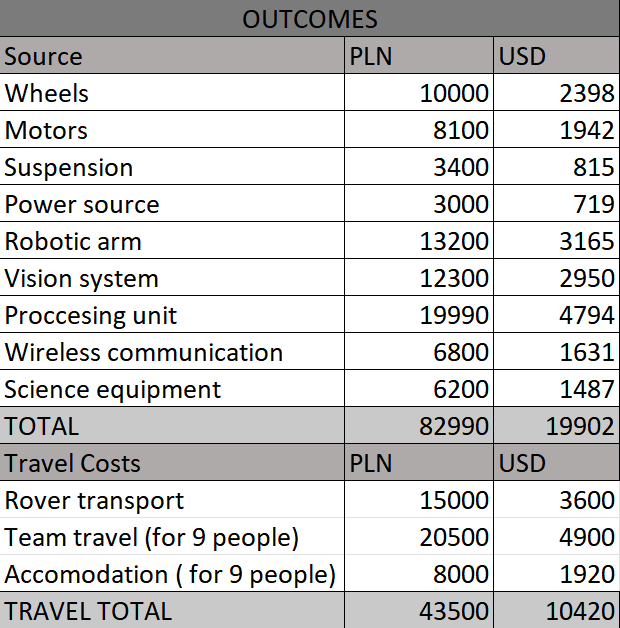 OUTCOMES
Source PLN USD
Wheels 10000 2398
Motors 8100 1942
Suspension 3400 815
Power source 3000 719
Robotic arm 13200 3165
Vision system 12300 2950
Proccesing unit 19990 4794
Wireless communication 6800 1631
Science equipment 6200 1487
TOTAL 82990 19902
Travel Costs PLN USD
Rover transport 15000 3600
Team travel (for 9 people) 20500 4900
Accomodation ( for 9 people) 8000 1920
TRAVEL TOTAL 43500 10420